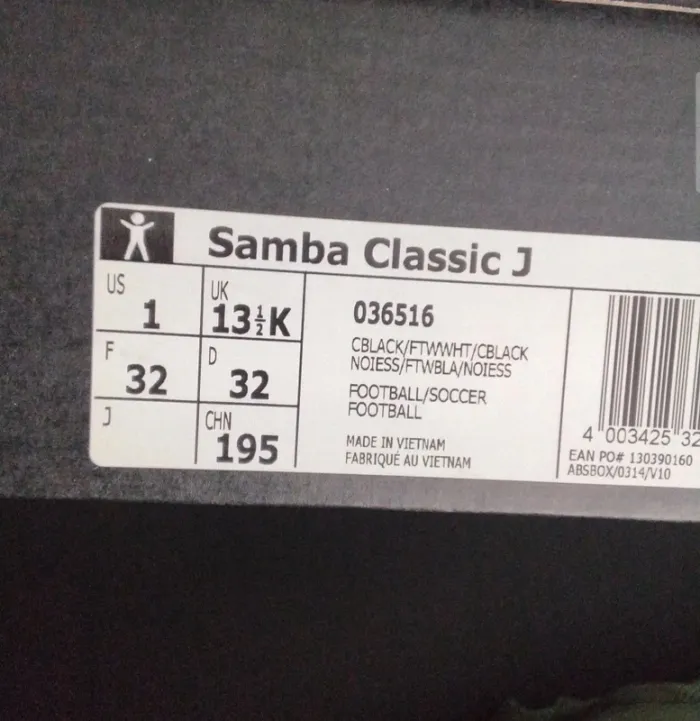 Samba Classic J
US
1
UK
13½K
F
32
D
32
J
CHN
195
036516
CBLACK/FTWWHT/CBLACK
NOIESS/FTWBLA/NOIESS
FOOTBALL/SOCCER
FOOTBALL
MADE IN VIETNAM
FABRIQUÉ AU VIETNAM
4 003425 32
EAN PO# 130390160
ABSBOX/0314/V10